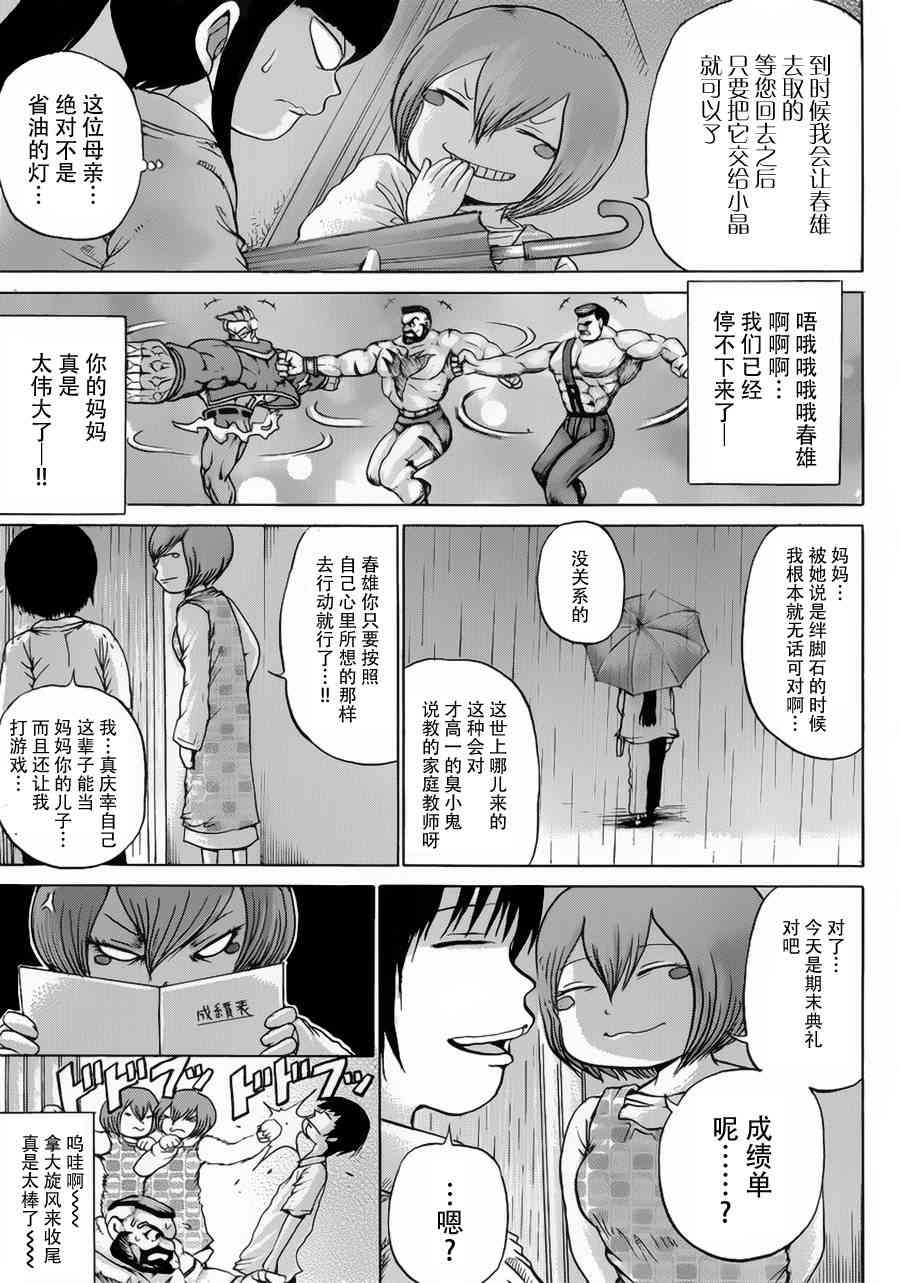 到时候我会让春雄
去取的
等您回去之后
只要把它交给小晶
就可以了
这位母亲…
绝对不是
省油的灯…
…
唔哦哦哦哦春雄
啊啊啊…
我们已经
停不下来了—
你的妈妈
真是
太伟大了—!!
妈妈…
被她说是绊脚石的时候
我根本就无话可对啊…
没关系
的
这世上哪儿来的
这种会对
才高一的臭小鬼
说教的家庭教师呀
春雄你只要按照
自己心里所想的那样
去行动就行了…!!
我…真庆幸自己
这辈子能当
妈妈你的儿子…
而且还让我
打游戏…
对了…
今天是期末典礼
对吧
成绩单
呢……?
…嗯?
成績表
ドドドフッ
ドドドフッ
呜哇啊~
拿大旋风来收尾
真是太棒了~